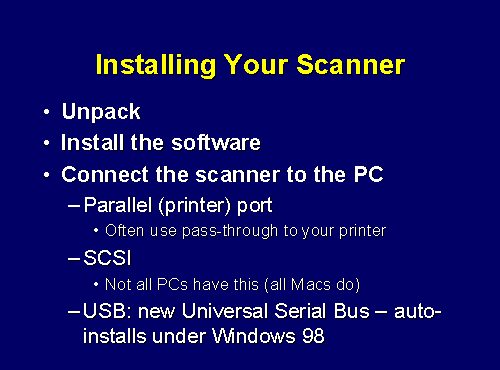 Installing Your Scanner
• Unpack
• Install the software
• Connect the scanner to the PC
– Parallel (printer) port
• Often use pass-through to your printer
– SCSI
• Not all PCs have this (all Macs do)
– USB: new Universal Serial Bus – auto-
installs under Windows 98